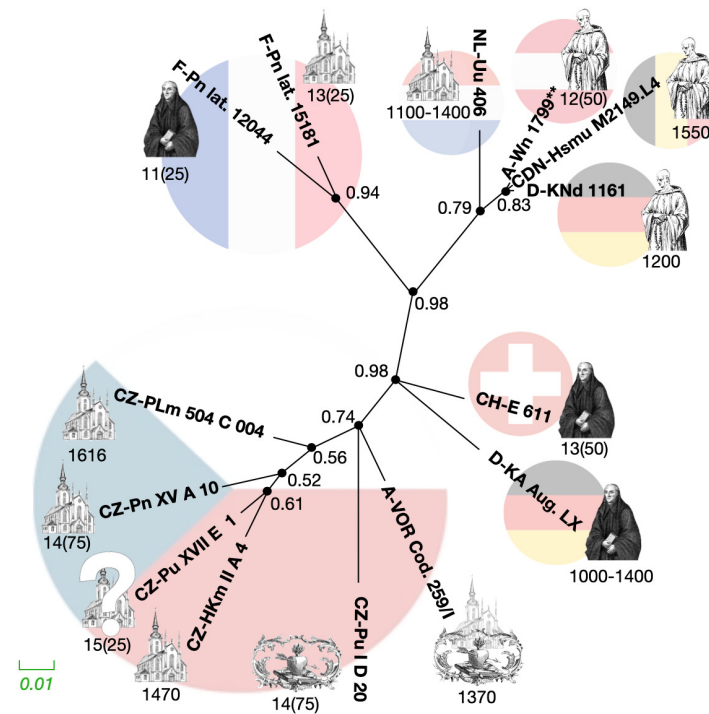 F-Pn lat. 12044
11(25)
F-Pn lat. 15181
13(25)
0.94
NL-Uu 406
1100-1400
A-Wn 1799**
12(50)
CDN-Hsmu M2149.L4
1550
D-KNd 1161
1200
0.79
0.83
0.98
0.98
CH-E 611
13(50)
D-KA Aug. LX
1000-1400
0.74
0.56
0.52
0.61
CZ-PLm 504 C 004
1616
CZ-Pn XV A 10
14(75)
CZ-Pu XVII E 1
?
15(25)
CZ-HKm II A 4
1470
CZ-Pu I D 20
14(75)
A-VOR Cod. 259/I
1370
0.01